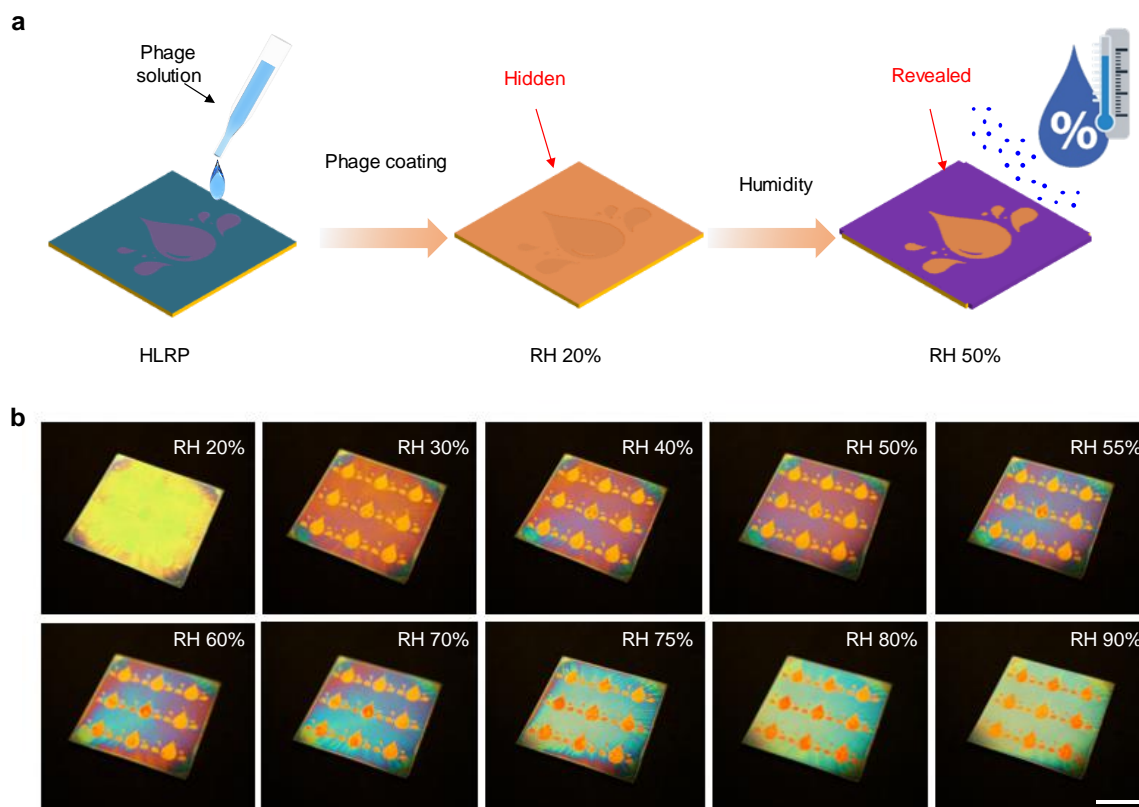 a
Phage
solution
Hidden
Revealed
%
Phage coating
Humidity
HLRP
RH 20%
RH 50%
b
RH 20%
RH 30%
RH 40%
RH 50%
RH 55%
RH 60%
RH 70%
RH 75%
RH 80%
RH 90%